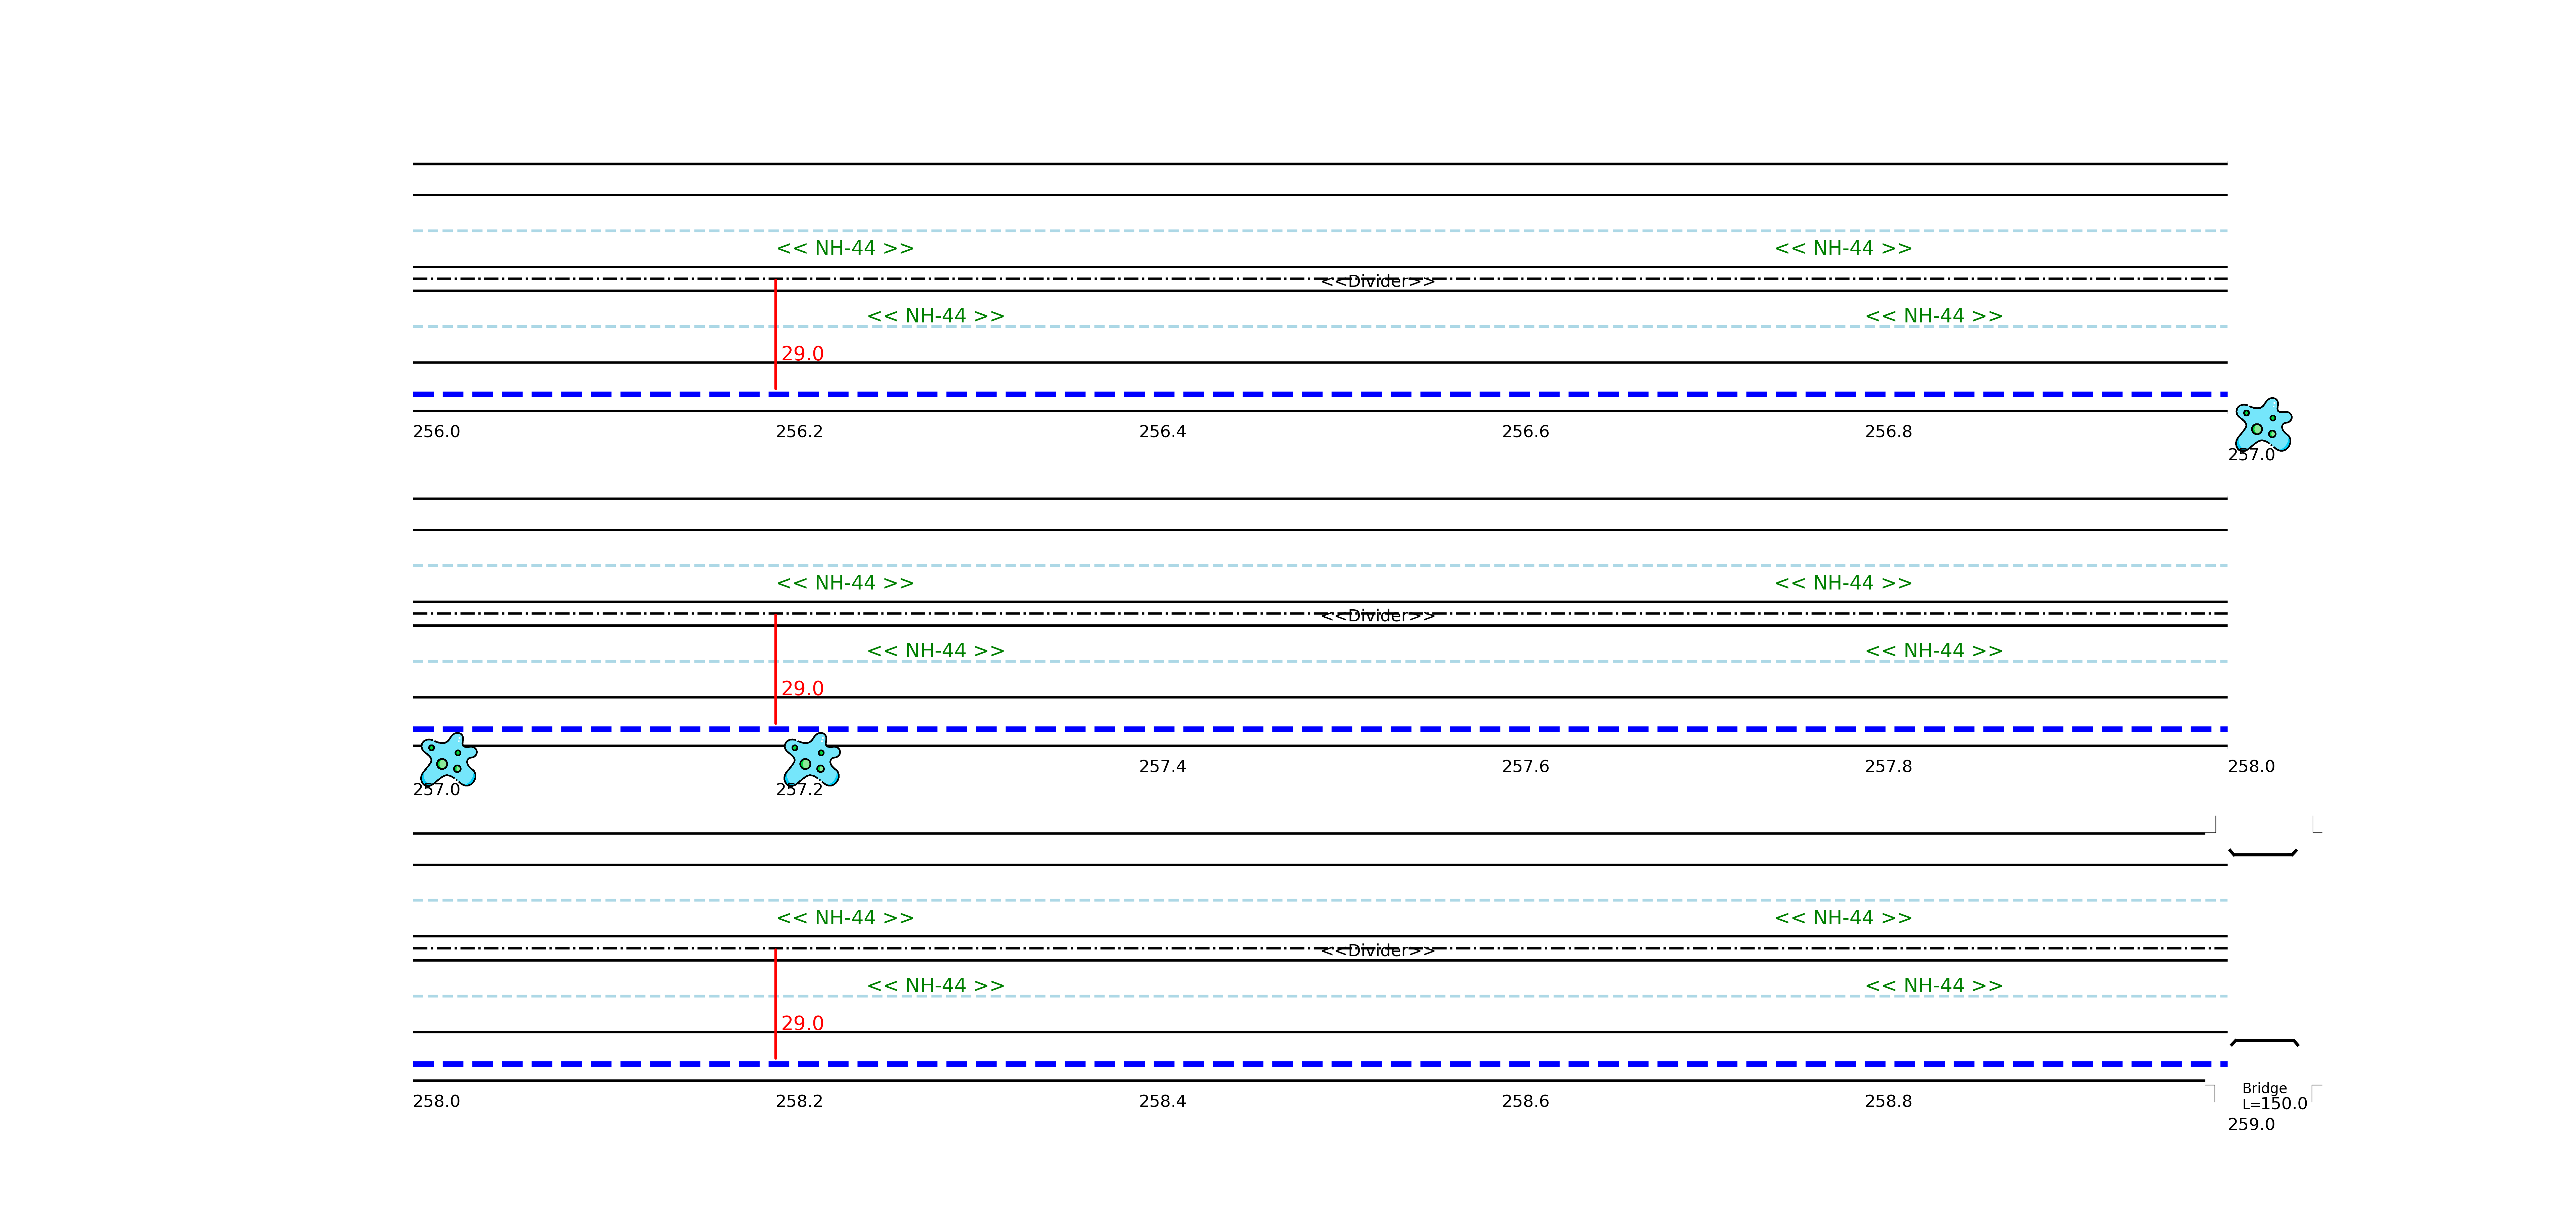 << NH-44 >> << NH-44 >>
<<Divider>>
<< NH-44 >> << NH-44 >>
29.0
256.0 256.2 256.4 256.6 256.8
257.0
<< NH-44 >> << NH-44 >>
<<Divider>>
<< NH-44 >> << NH-44 >>
29.0
257.4 257.6 257.8 258.0
257.0 257.2
<< NH-44 >> << NH-44 >>
<<Divider>>
<< NH-44 >> << NH-44 >>
29.0
Bridge
258.0 258.2 258.4 258.6 258.8 L=150.0
259.0